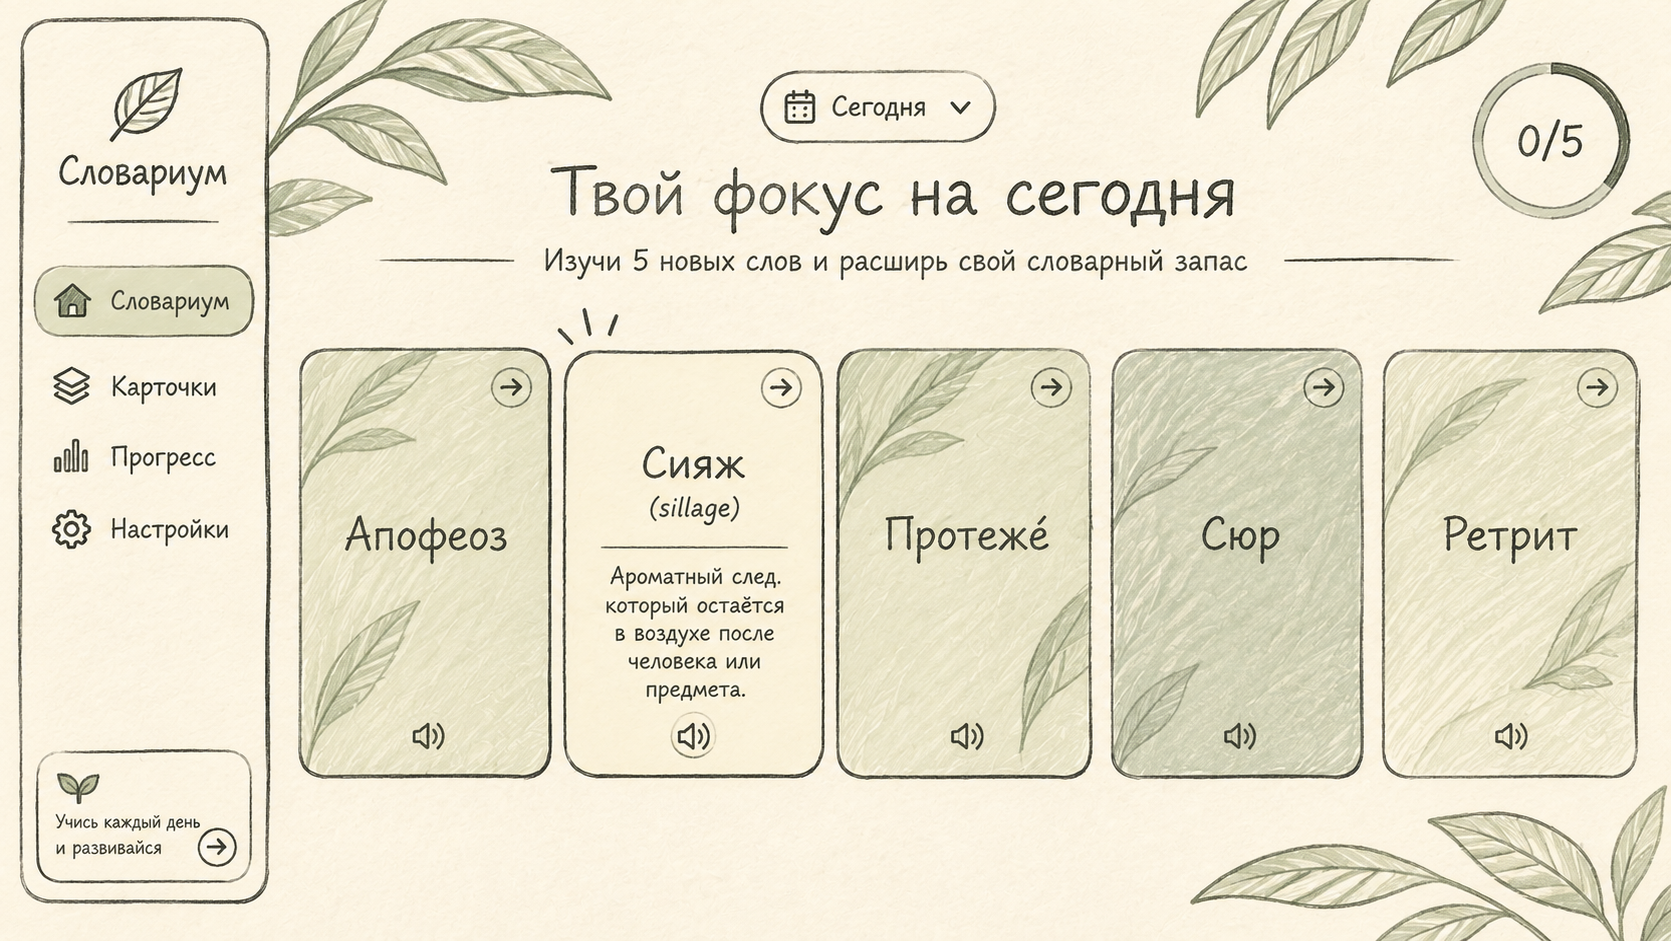 Словариум
Словариум
Карточки
Прогресс
Настройки
Учись каждый день
и развивайся
Сегодня
0/5
Твой фокус на сегодня
Изучи 5 новых слов и расширь свой словарный запас
Апофеоз
Сияж
(sillage)
Ароматный след.
который остаётся
в воздухе после
человека или
предмета.
Протеже́
Сюр
Ретрит